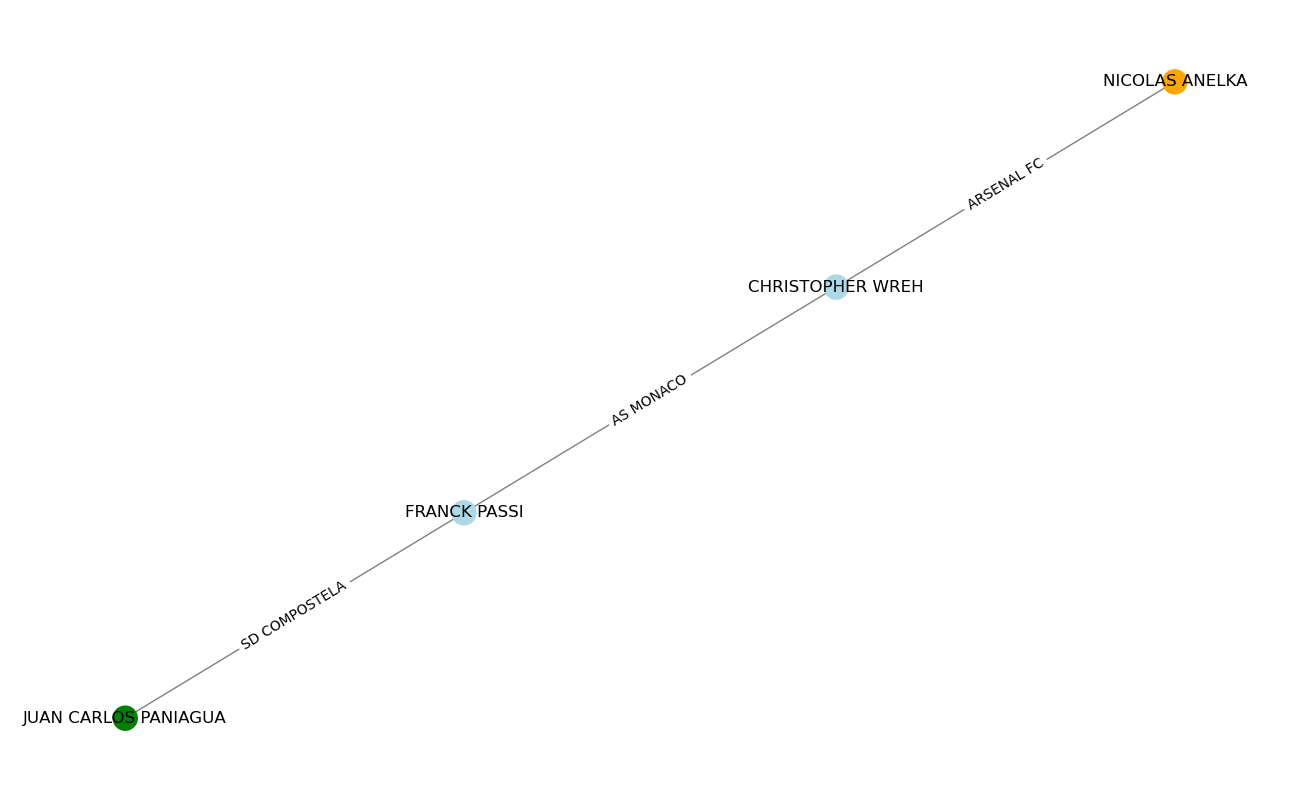 NICOLAS ANELKA
ARSENAL FC
CHRISTOPHER WREH
AS MONACO
FRANCK PASSI
SD COMPOSTELA
JUAN CARLOS PANIAGUA